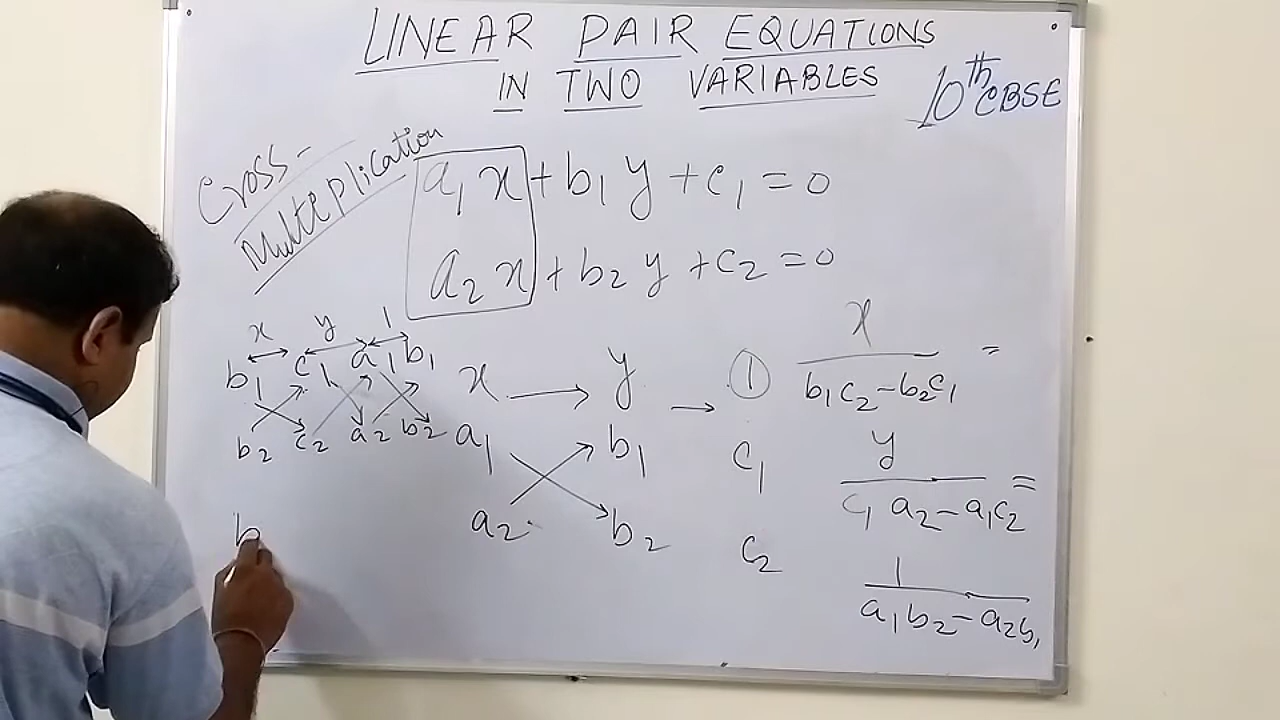 LINEAR PAIR EQUATIONS
IN TWO VARIABLES
10th CBSE
Cross-
Multiplication
a₁x + b₁y + c₁ = 0
a₂x + b₂y + c₂ = 0
x y 1
b₁ c₁ a₁ b₁
b₂ c₂ a₂ b₂
b
x → y → 1
a₁ b₁ c₁
a₂ b₂ c₂
x
b₁c₂ - b₂c₁ =
y
c₁a₂ - a₁c₂ =
1
a₁b₂ - a₂b₁